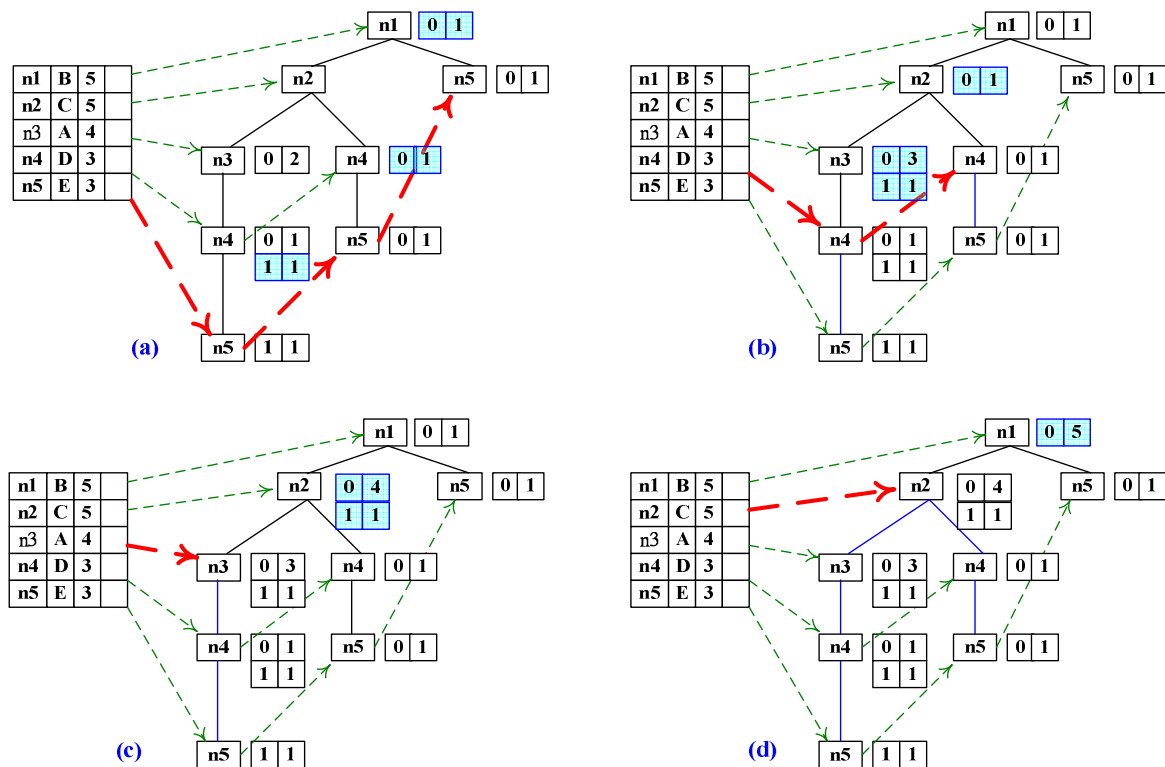 n1 0 1
n1 B 5
n2 C 5
n3 A 4
n4 D 3
n5 E 3
n2
n5 0 1
n3 0 2
n4 0 1
n4 0 1
1 1
n5 0 1
n5 1 1
(a)
n1 0 1
n1 B 5
n2 C 5
n3 A 4
n4 D 3
n5 E 3
n2 0 1
n5 0 1
n3 0 3
1 1
n4 0 1
n4 0 1
1 1
n5 0 1
n5 1 1
(b)
n1 0 1
n1 B 5
n2 C 5
n3 A 4
n4 D 3
n5 E 3
n2 0 4
1 1
n5 0 1
n3 0 3
1 1
n4 0 1
n4 0 1
1 1
n5 0 1
n5 1 1
(c)
n1 0 5
n1 B 5
n2 C 5
n3 A 4
n4 D 3
n5 E 3
n2 0 4
1 1
n5 0 1
n3 0 3
1 1
n4 0 1
n4 0 1
1 1
n5 0 1
n5 1 1
(d)